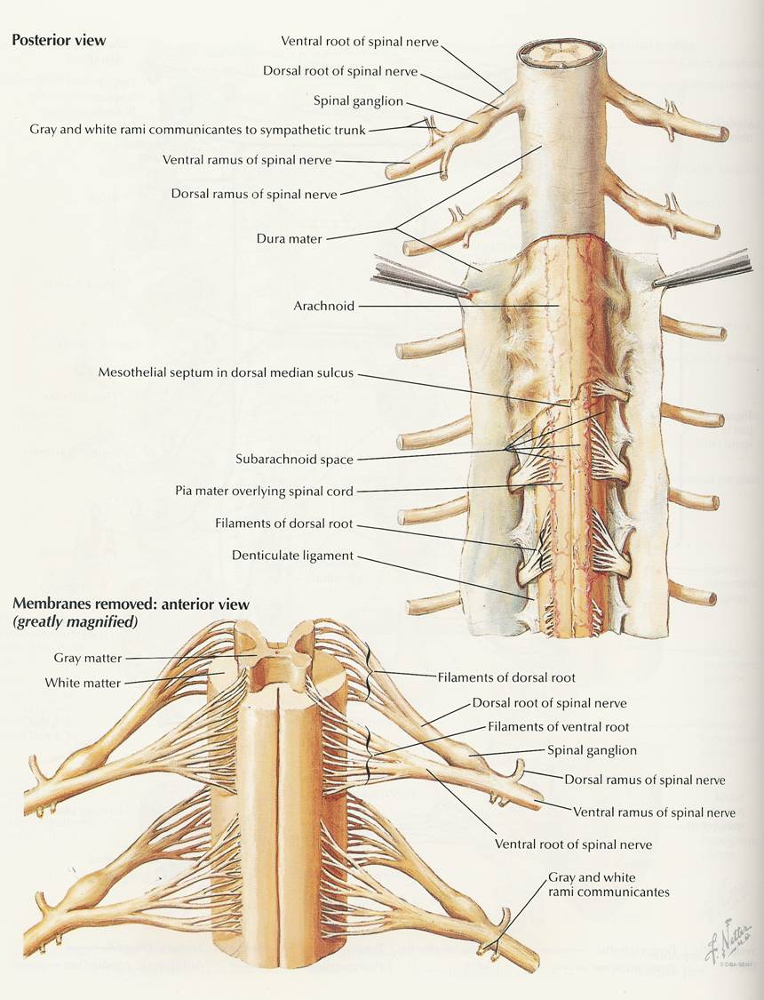 Posterior view
Ventral root of spinal nerve
Dorsal root of spinal nerve
Spinal ganglion
Gray and white rami communicantes to sympathetic trunk
Ventral ramus of spinal nerve
Dorsal ramus of spinal nerve
Dura mater
Arachnoid
Mesothelial septum in dorsal median sulcus
Subarachnoid space
Pia mater overlying spinal cord
Filaments of dorsal root
Denticulate ligament
Membranes removed: anterior view
(greatly magnified)
Gray matter
White matter
Filaments of dorsal root
Dorsal root of spinal nerve
Filaments of ventral root
Spinal ganglion
Dorsal ramus of spinal nerve
Ventral ramus of spinal nerve
Ventral root of spinal nerve
Gray and white
rami communicantes
F. Netter
M.D.